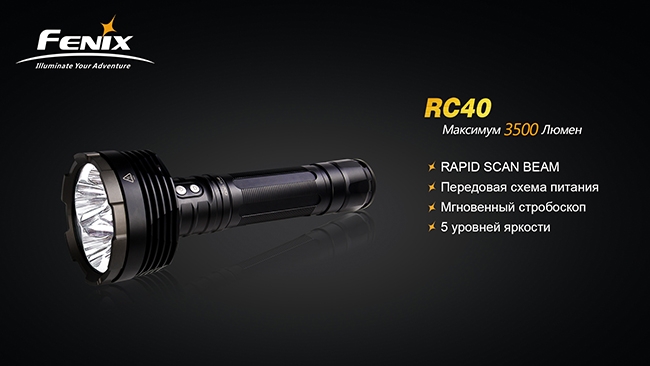 FENIX
Illuminate Your Adventure
RC40
Максимум 3500 Люмен
RAPID SCAN BEAM
Передовая схема питания
Мгновенный стробоскоп
5 уровней яркости